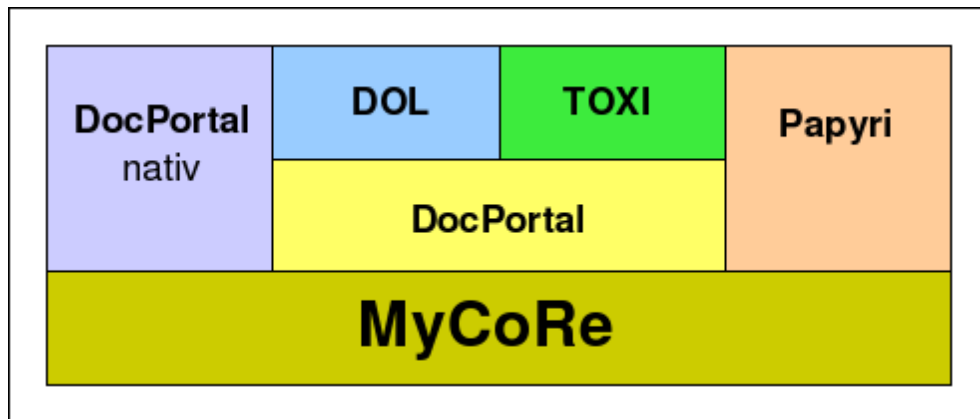 DocPortal
nativ
DOL
TOXI
Papyri
DocPortal
MyCoRe